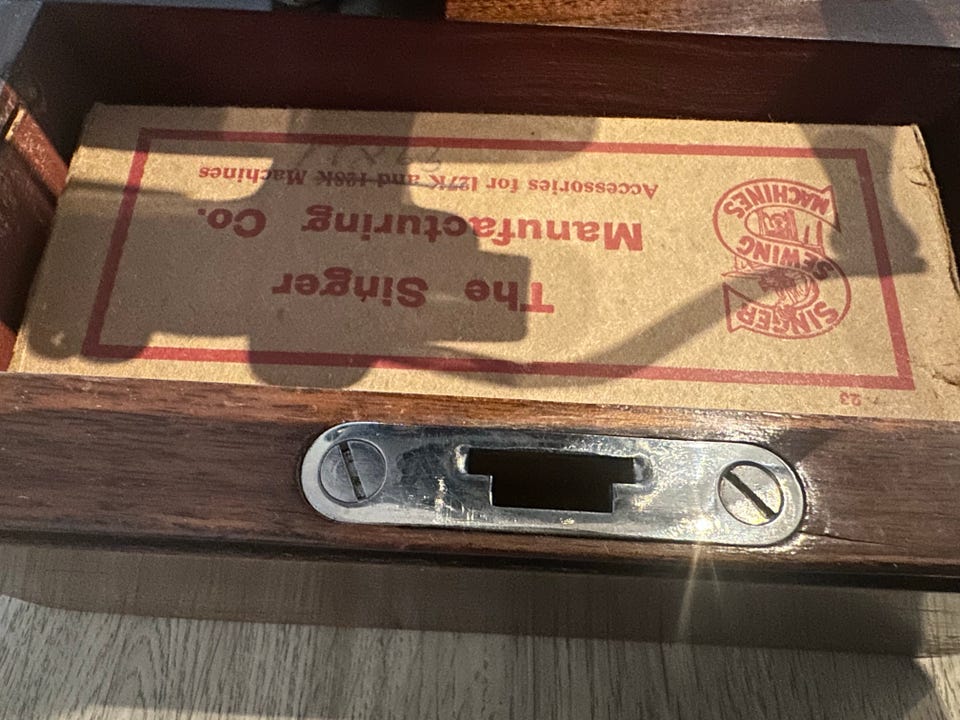 23
SINGER
SEWING
MACHINES
The Singer
Manufacturing Co.
Accessories for 127K and 128K Machines